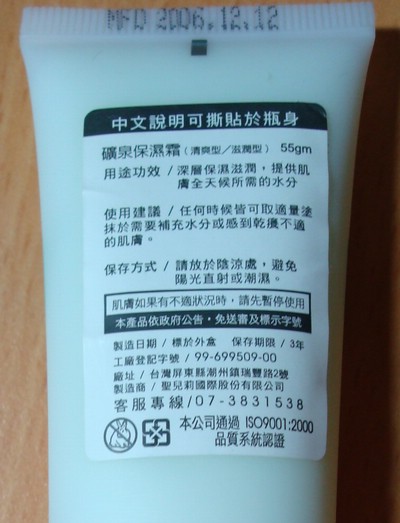 MFD 2006.12.12
中文說明可撕貼於瓶身
礦泉保濕霜（清爽型／滋潤型） 55gm
用途功效 / 深層保濕滋潤，提供肌
膚全天候所需的水分
使用建議 / 任何時候皆可取適量塗
抹於需要補充水分或感到乾癢不適
的肌膚。
保存方式 / 請放於陰涼處，避免
陽光直射或潮濕。
肌膚如果有不適狀況時，請先暫停使用
本產品依政府公告，免送審及標示字號
製造日期 / 標於外盒 保存期限 / 3年
工廠登記字號 / 99-699509-00
廠址 / 台灣屏東縣潮州鎮瑞豐路2號
製造商 / 聖兒莉國際股份有限公司
客服專線/07-3831538
本公司通過 ISO9001:2000
品質系統認證